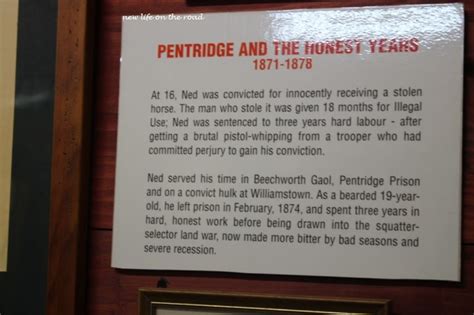 new life on the road
PENTRIDGE AND THE HONEST YEARS
1871-1878
At 16, Ned was convicted for innocently receiving a stolen
horse. The man who stole it was given 18 months for Illegal
Use; Ned was sentenced to three years hard labour - after
getting a brutal pistol-whipping from a trooper who had
committed perjury to gain his conviction.
Ned served his time in Beechworth Gaol, Pentridge Prison
and on a convict hulk at Williamstown. As a bearded 19-year-
old, he left prison in February, 1874, and spent three years in
hard, honest work before being drawn into the squatter-
selector land war, now made more bitter by bad seasons and
severe recession.
new life on the road